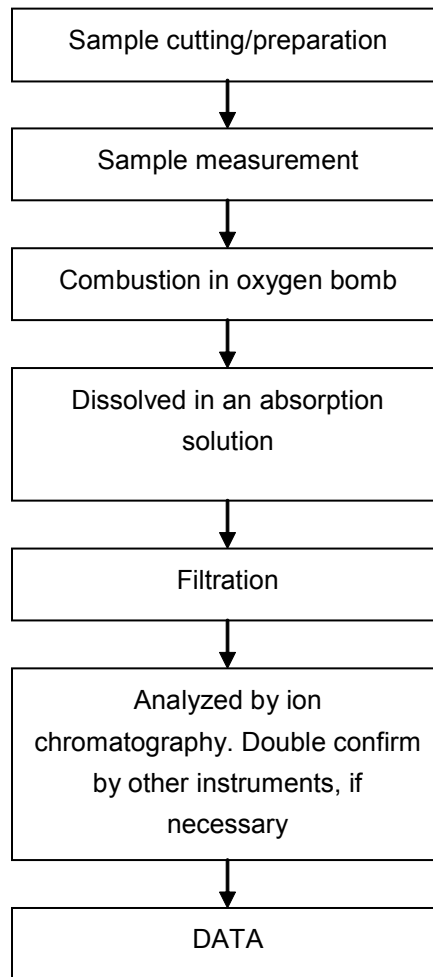 Sample cutting/preparation
Sample measurement
Combustion in oxygen bomb
Dissolved in an absorption
solution
Filtration
Analyzed by ion
chromatography. Double confirm
by other instruments, if
necessary
DATA